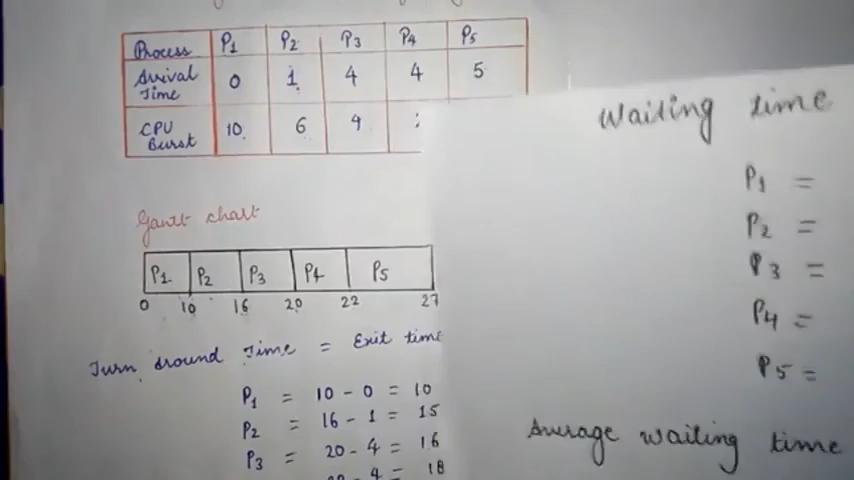 Process P1 P2 P3 P4 P5
Arrival Time 0 1 4 4 5
CPU Burst 10 6 4
Gantt chart
P1 P2 P3 P4 P5
0 10 16 20 22 27
Turn around Time = Exit time
P1 = 10 - 0 = 10
P2 = 16 - 1 = 15
P3 = 20 - 4 = 16
- 4 = 18
Waiting time
P1 =
P2 =
P3 =
P4 =
P5 =
Average waiting time